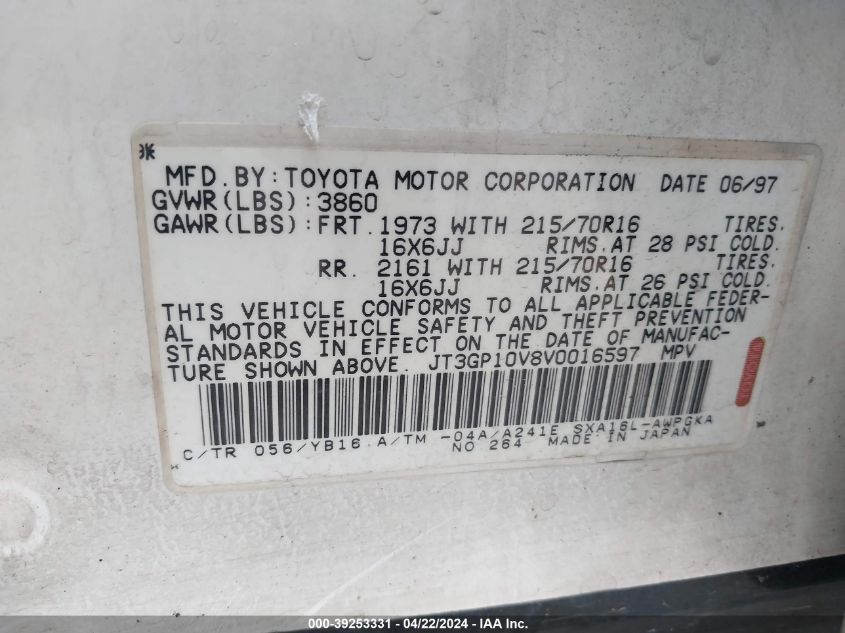 MFD. BY: TOYOTA MOTOR CORPORATION DATE 06/97
GVWR(LBS): 3860
GAWR(LBS): FRT. 1973 WITH 215/70R16 TIRES.
16X6JJ RIMS. AT 28 PSI COLD.
RR. 2161 WITH 215/70R16 TIRES.
16X6JJ RIMS. AT 26 PSI COLD.
THIS VEHICLE CONFORMS TO ALL APPLICABLE FEDER-
AL MOTOR VEHICLE SAFETY AND THEFT PREVENTION
STANDARDS IN EFFECT ON THE DATE OF MANUFAC-
TURE SHOWN ABOVE. JT3GP10V8V0016597 MPV
C/TR 056/YB16 A/TM -04A/A241E SXA16L-AWPGKA
NO 264 MADE IN JAPAN
000-39253331 - 04/22/2024 - IAA Inc.